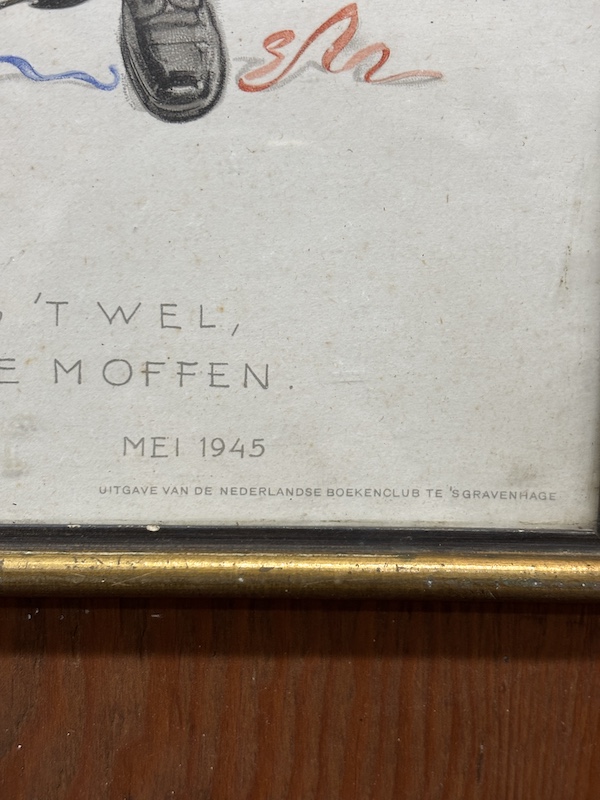 'T WEL,
E MOFFEN.
MEI 1945
UITGAVE VAN DE NEDERLANDSE BOEKENCLUB TE 'SGRAVENHAGE